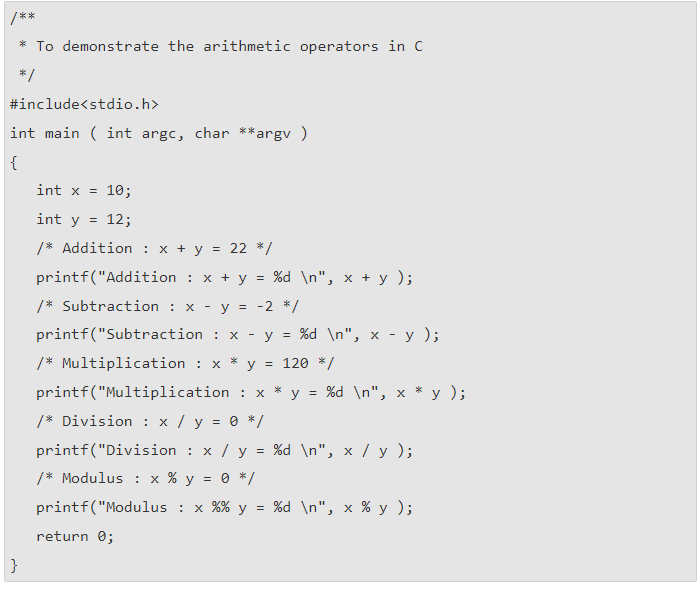 /**
 * To demonstrate the arithmetic operators in C
 */
#include<stdio.h>
int main ( int argc, char **argv )
{
   int x = 10;
   int y = 12;
   /* Addition : x + y = 22 */
   printf("Addition : x + y = %d \n", x + y );
   /* Subtraction : x - y = -2 */
   printf("Subtraction : x - y = %d \n", x - y );
   /* Multiplication : x * y = 120 */
   printf("Multiplication : x * y = %d \n", x * y );
   /* Division : x / y = 0 */
   printf("Division : x / y = %d \n", x / y );
   /* Modulus : x % y = 0 */
   printf("Modulus : x %% y = %d \n", x % y );
   return 0;
}